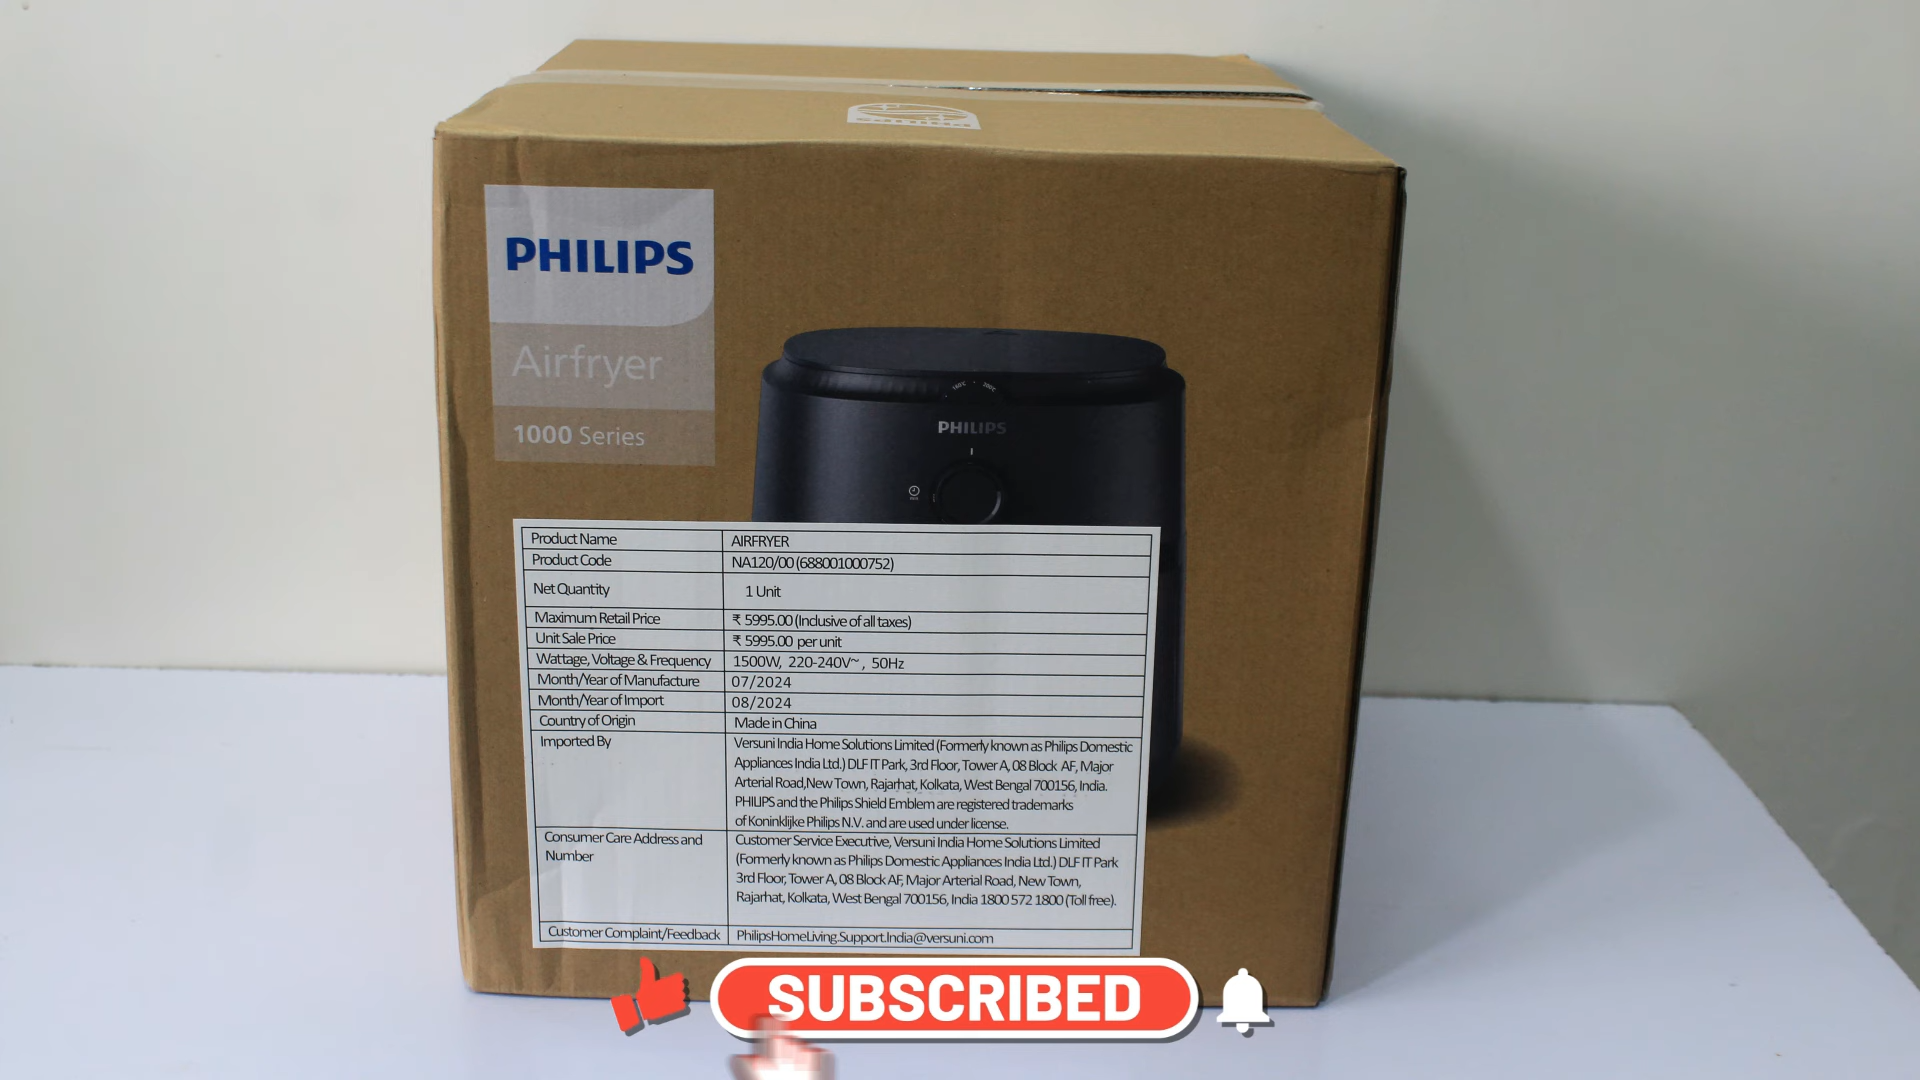 PHILIPS
PHILIPS
Airfryer
1000 Series
160°C 200°C
PHILIPS
Product Name AIRFRYER
Product Code NA120/00 (688001000752)
Net Quantity 1 Unit
Maximum Retail Price ₹ 5995.00 (Inclusive of all taxes)
Unit Sale Price ₹ 5995.00 per unit
Wattage, Voltage & Frequency 1500W, 220-240V~, 50Hz
Month/Year of Manufacture 07/2024
Month/Year of Import 08/2024
Country of Origin Made in China
Imported By Versuni India Home Solutions Limited (Formerly known as Philips Domestic
Appliances India Ltd.) DLF IT Park, 3rd Floor, Tower A, 08 Block AF, Major
Arterial Road,New Town, Rajarhat, Kolkata, West Bengal 700156, India.
PHILIPS and the Philips Shield Emblem are registered trademarks
of Koninklijke Philips N.V. and are used under license.
Consumer Care Address and Customer Service Executive, Versuni India Home Solutions Limited
Number (Formerly known as Philips Domestic Appliances India Ltd.) DLF IT Park
3rd Floor, Tower A, 08 Block AF, Major Arterial Road, New Town,
Rajarhat, Kolkata, West Bengal 700156, India 1800 572 1800 (Toll free).
Customer Complaint/Feedback PhilipsHomeLiving.Support.India@versuni.com
SUBSCRIBED